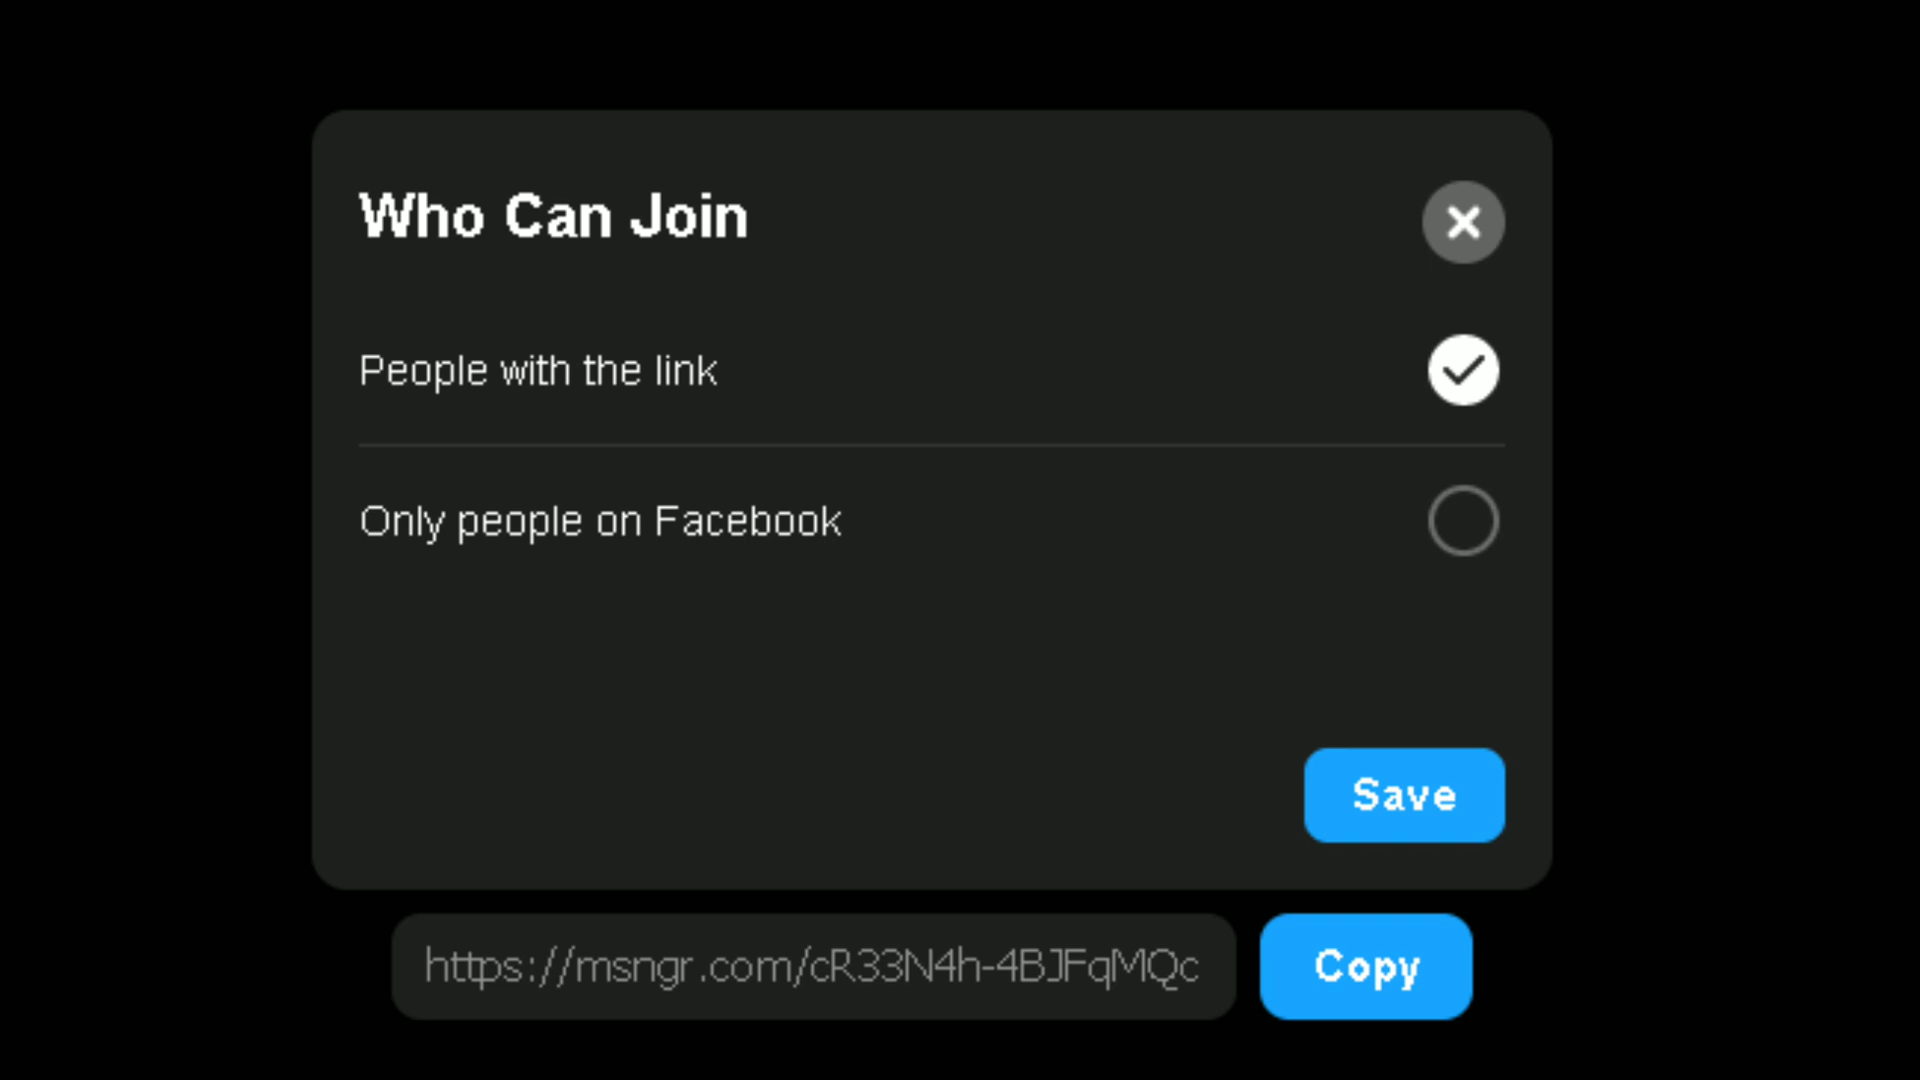 Who Can Join
People with the link
Only people on Facebook
Save
https://msngr.com/cR33N4h-4BJFqMQc
Copy